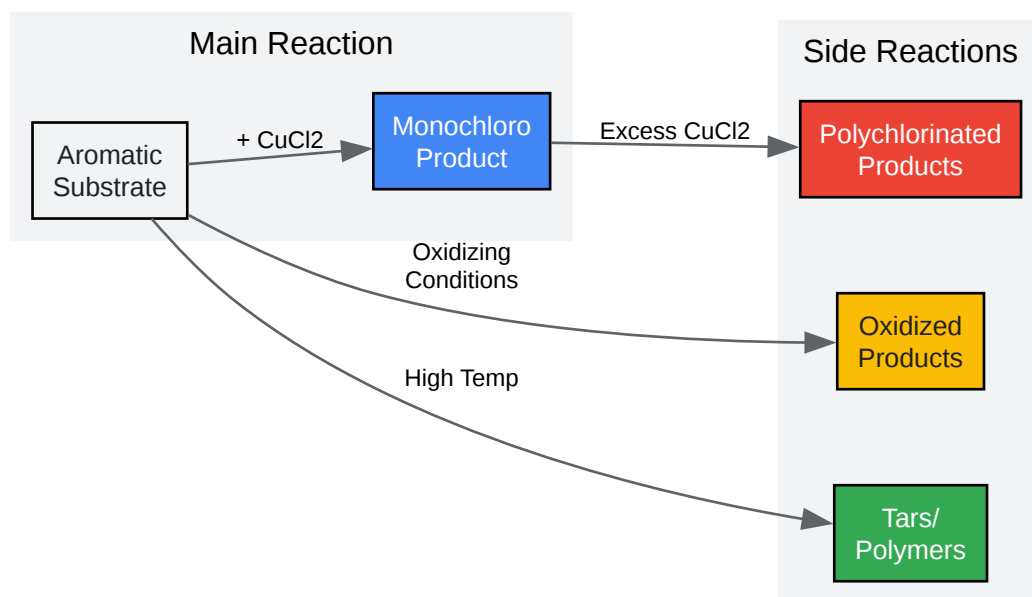 Main Reaction
Side Reactions
Aromatic
Substrate
+ CuCl2
Monochloro
Product
Excess CuCl2
Polychlorinated
Products
Oxidizing
Conditions
Oxidized
Products
High Temp
Tars/
Polymers